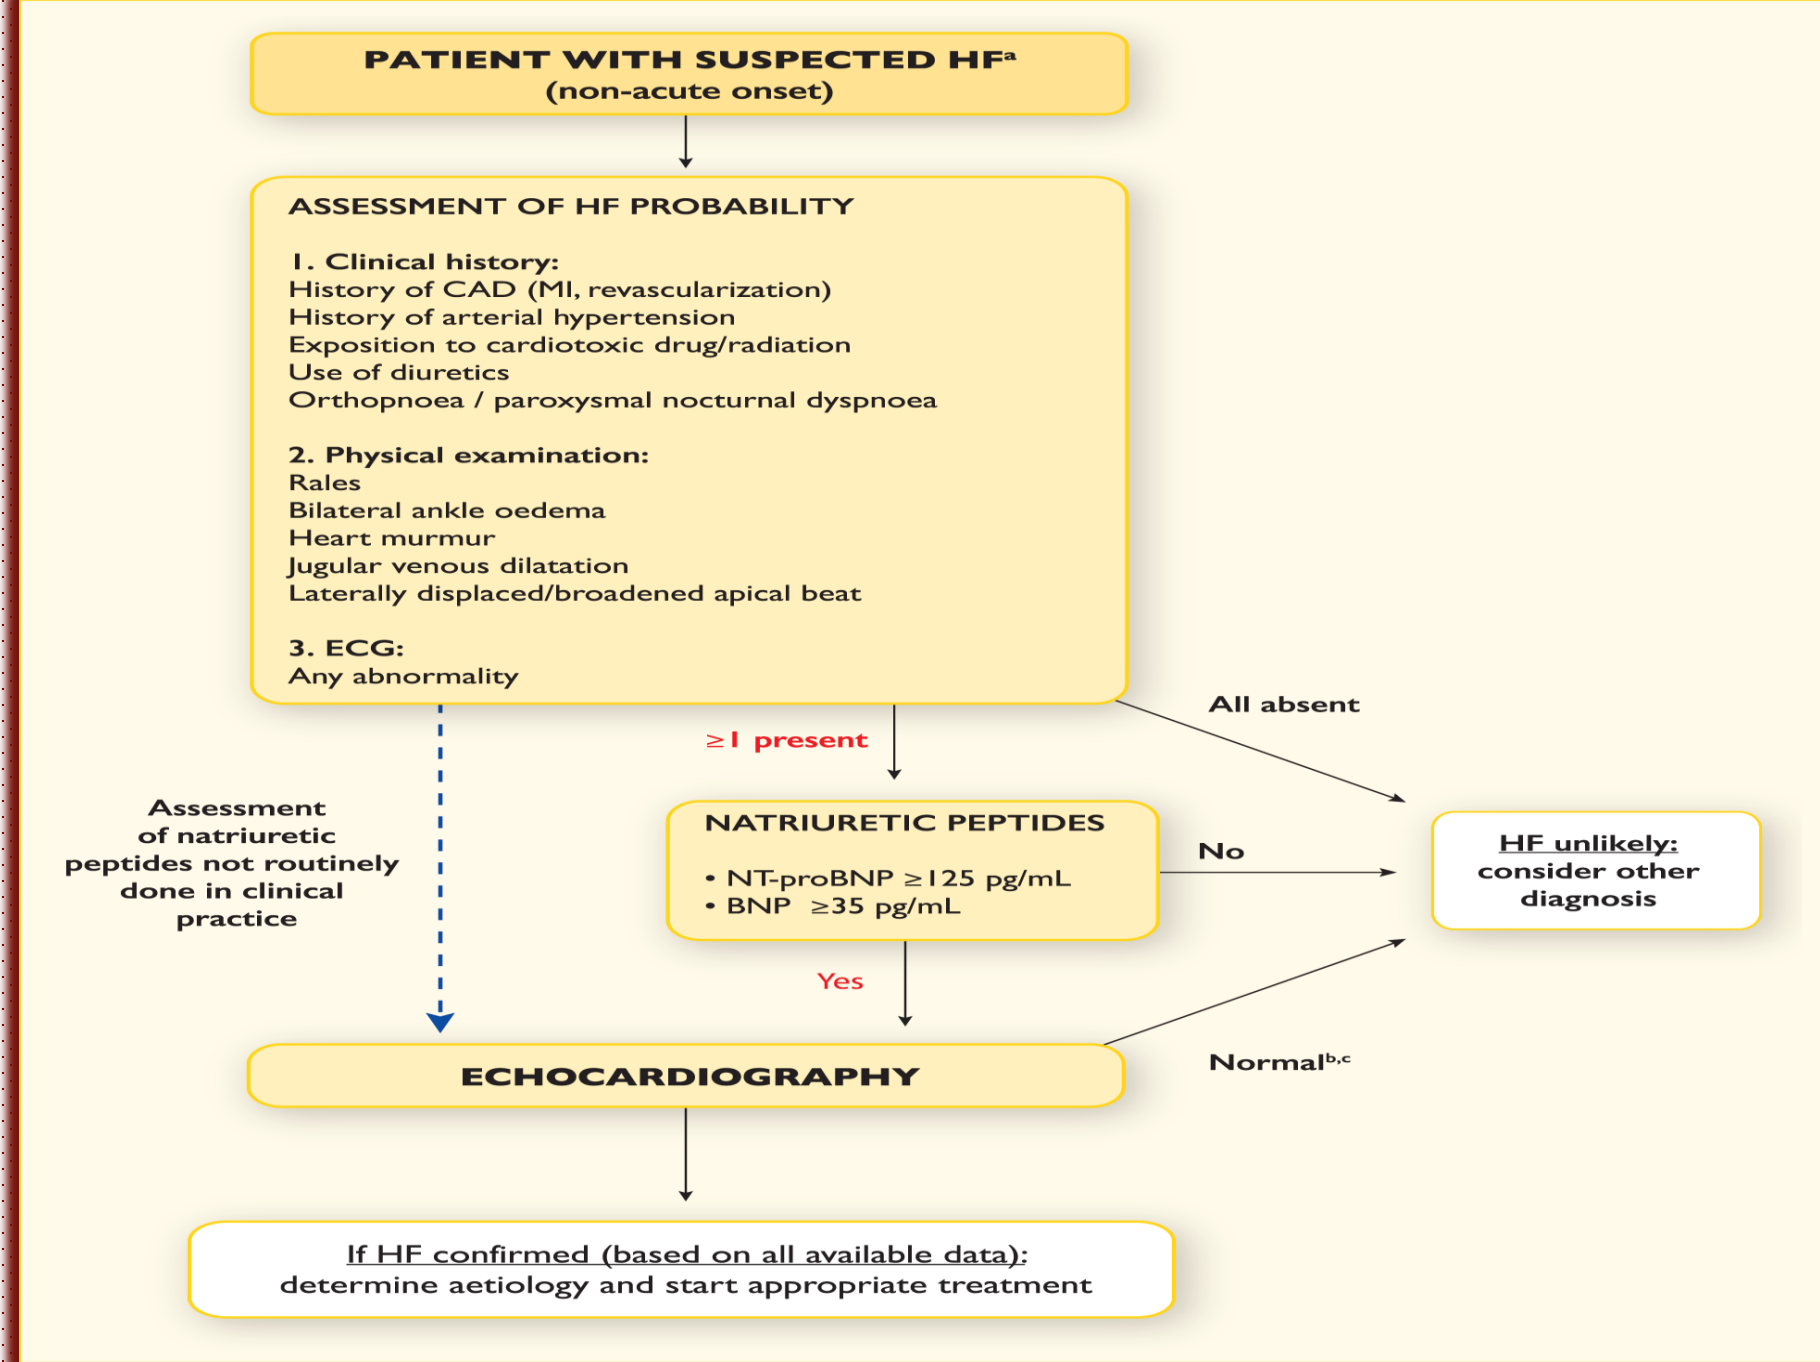 PATIENT WITH SUSPECTED HFª
(non-acute onset)
ASSESSMENT OF HF PROBABILITY
1. Clinical history:
History of CAD (MI, revascularization)
History of arterial hypertension
Exposition to cardiotoxic drug/radiation
Use of diuretics
Orthopnoea / paroxysmal nocturnal dyspnoea
2. Physical examination:
Rales
Bilateral ankle oedema
Heart murmur
Jugular venous dilatation
Laterally displaced/broadened apical beat
3. ECG:
Any abnormality
All absent
≥1 present
Assessment
of natriuretic
peptides not routinely
done in clinical
practice
NATRIURETIC PEPTIDES
• NT-proBNP ≥125 pg/mL
• BNP ≥35 pg/mL
No
HF unlikely:
consider other
diagnosis
Yes
Normalᵇ,ᶜ
ECHOCARDIOGRAPHY
If HF confirmed (based on all available data):
determine aetiology and start appropriate treatment